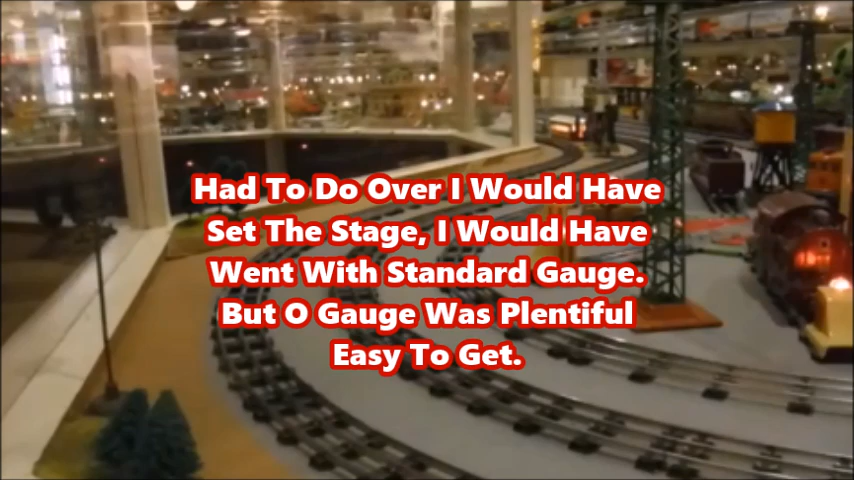 Had To Do Over I Would Have
Set The Stage, I Would Have
Went With Standard Gauge.
But O Gauge Was Plentiful
Easy To Get.